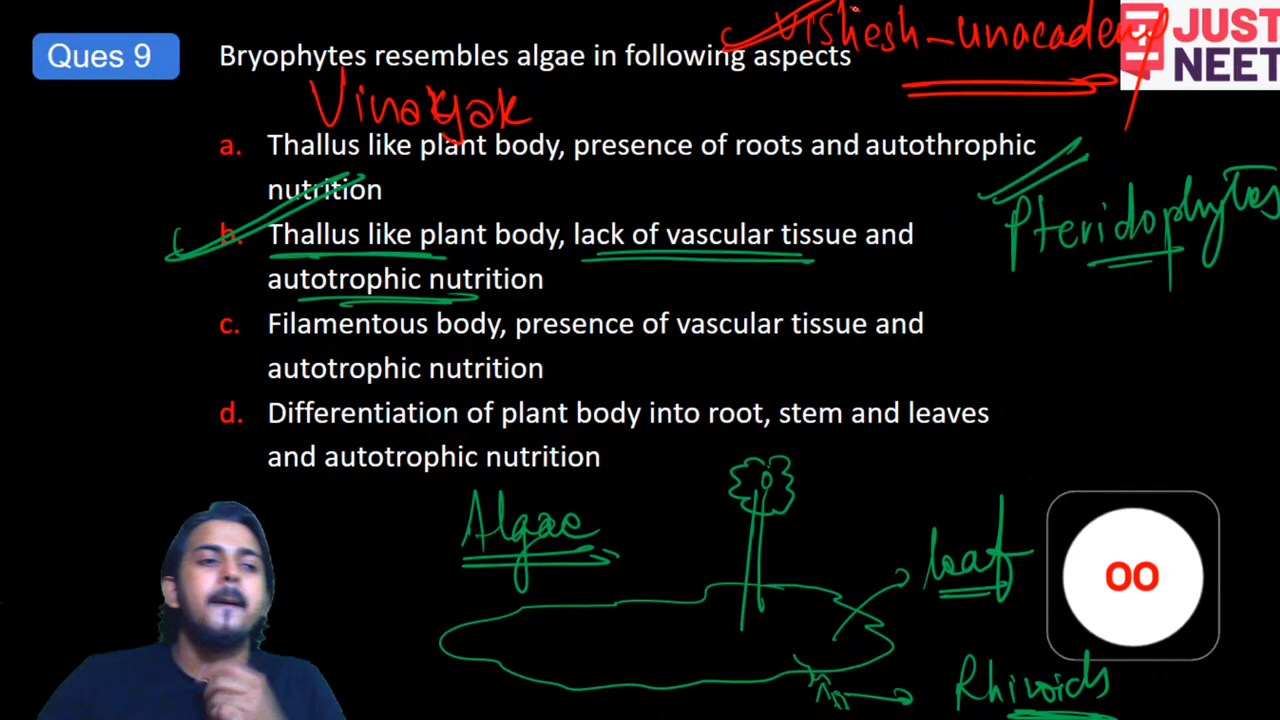 Vishesh_unacademy
JUST
NEET
Ques 9
Bryophytes resembles algae in following aspects
Vinayak
a. Thallus like plant body, presence of roots and autothrophic
nutrition
Pteridophytes
b. Thallus like plant body, lack of vascular tissue and
autotrophic nutrition
c. Filamentous body, presence of vascular tissue and
autotrophic nutrition
d. Differentiation of plant body into root, stem and leaves
and autotrophic nutrition
Algae
leaf
00
Rhizoids